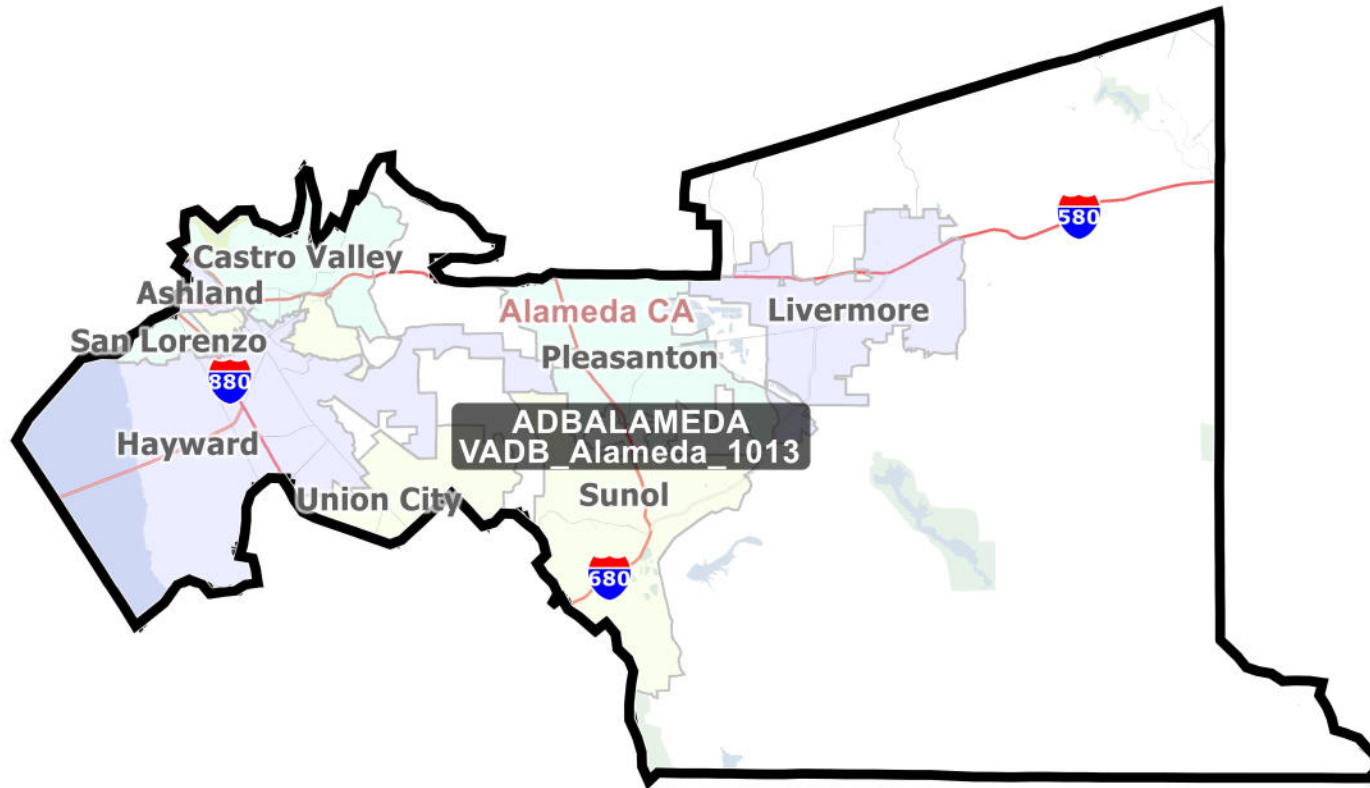 580
Castro Valley
Ashland
Alameda CA
Livermore
San Lorenzo
Pleasanton
880
ADBALAMEDA
VADB_Alameda_1013
Hayward
Union City
Sunol
680